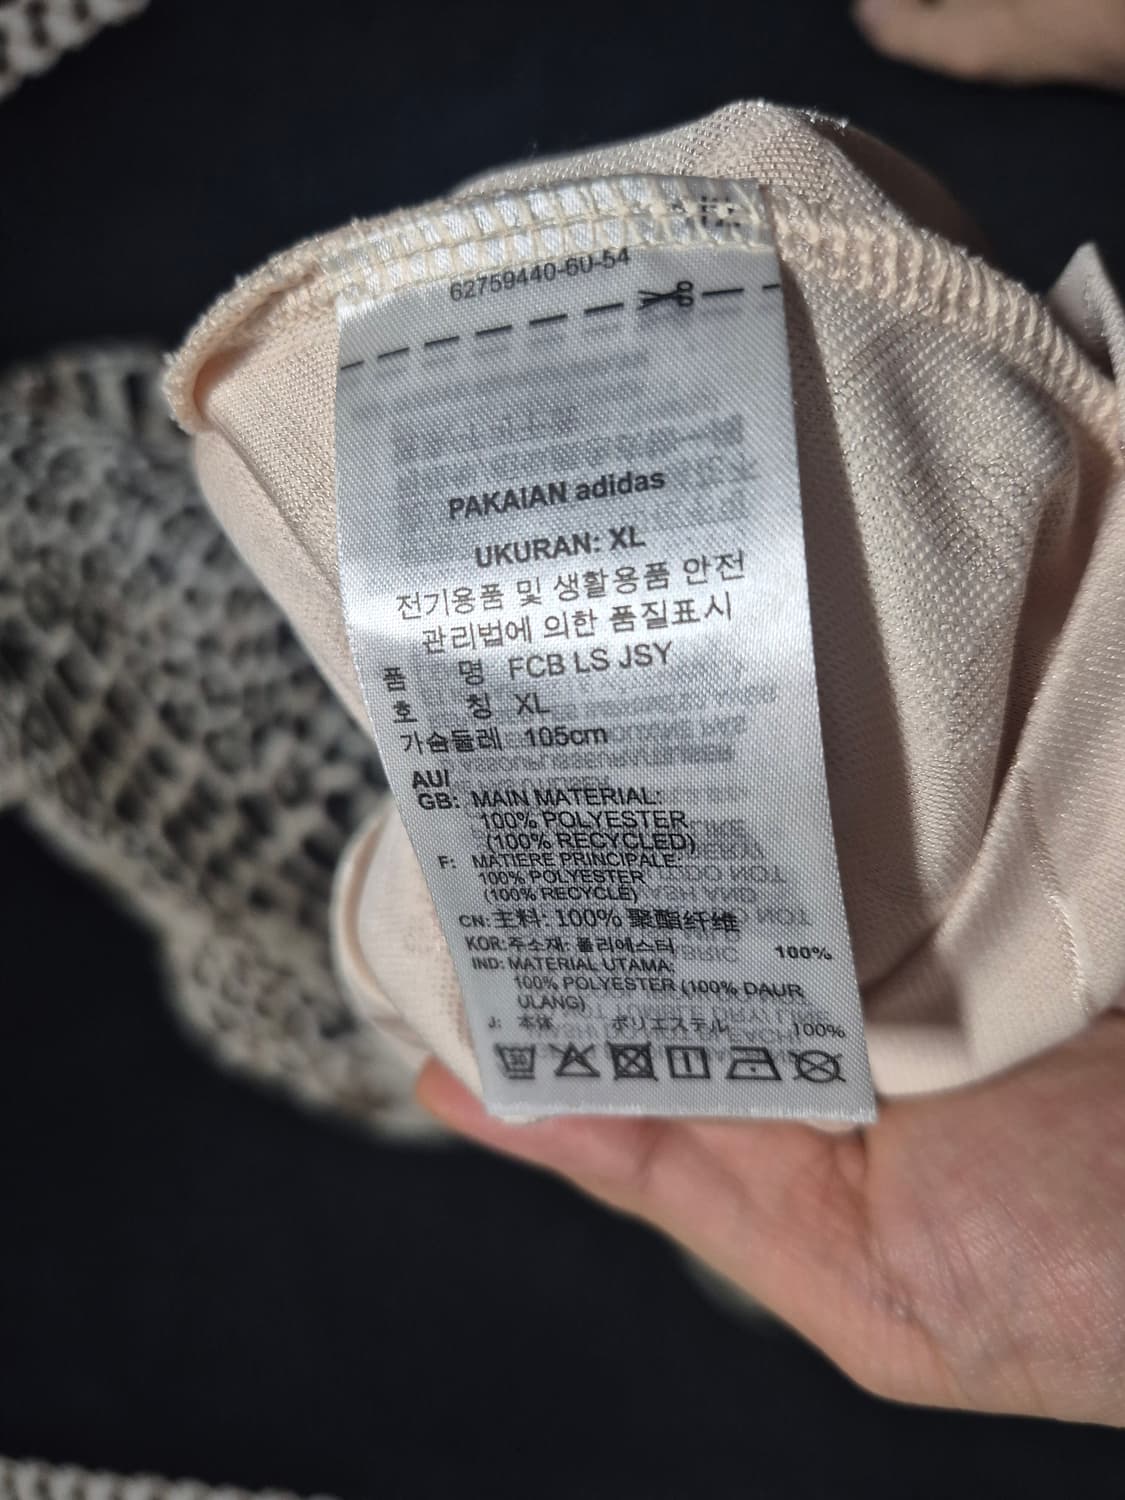 62759440-60-54
PAKAIAN adidas
UKURAN: XL
전기용품 및 생활용품 안전
관리법에 의한 품질표시
품 명 FCB LS JSY
호 칭 XL
가슴둘레 105cm
AU/
GB: MAIN MATERIAL:
100% POLYESTER
(100% RECYCLED)
F: MATIERE PRINCIPALE:
100% POLYESTER
(100% RECYCLÉ)
CN: 主料: 100% 聚酯纤维
KOR: 주소재: 폴리에스터 100%
IND: MATERIAL UTAMA:
100% POLYESTER (100% DAUR
ULANG)
J: 本体 ポリエステル 100%